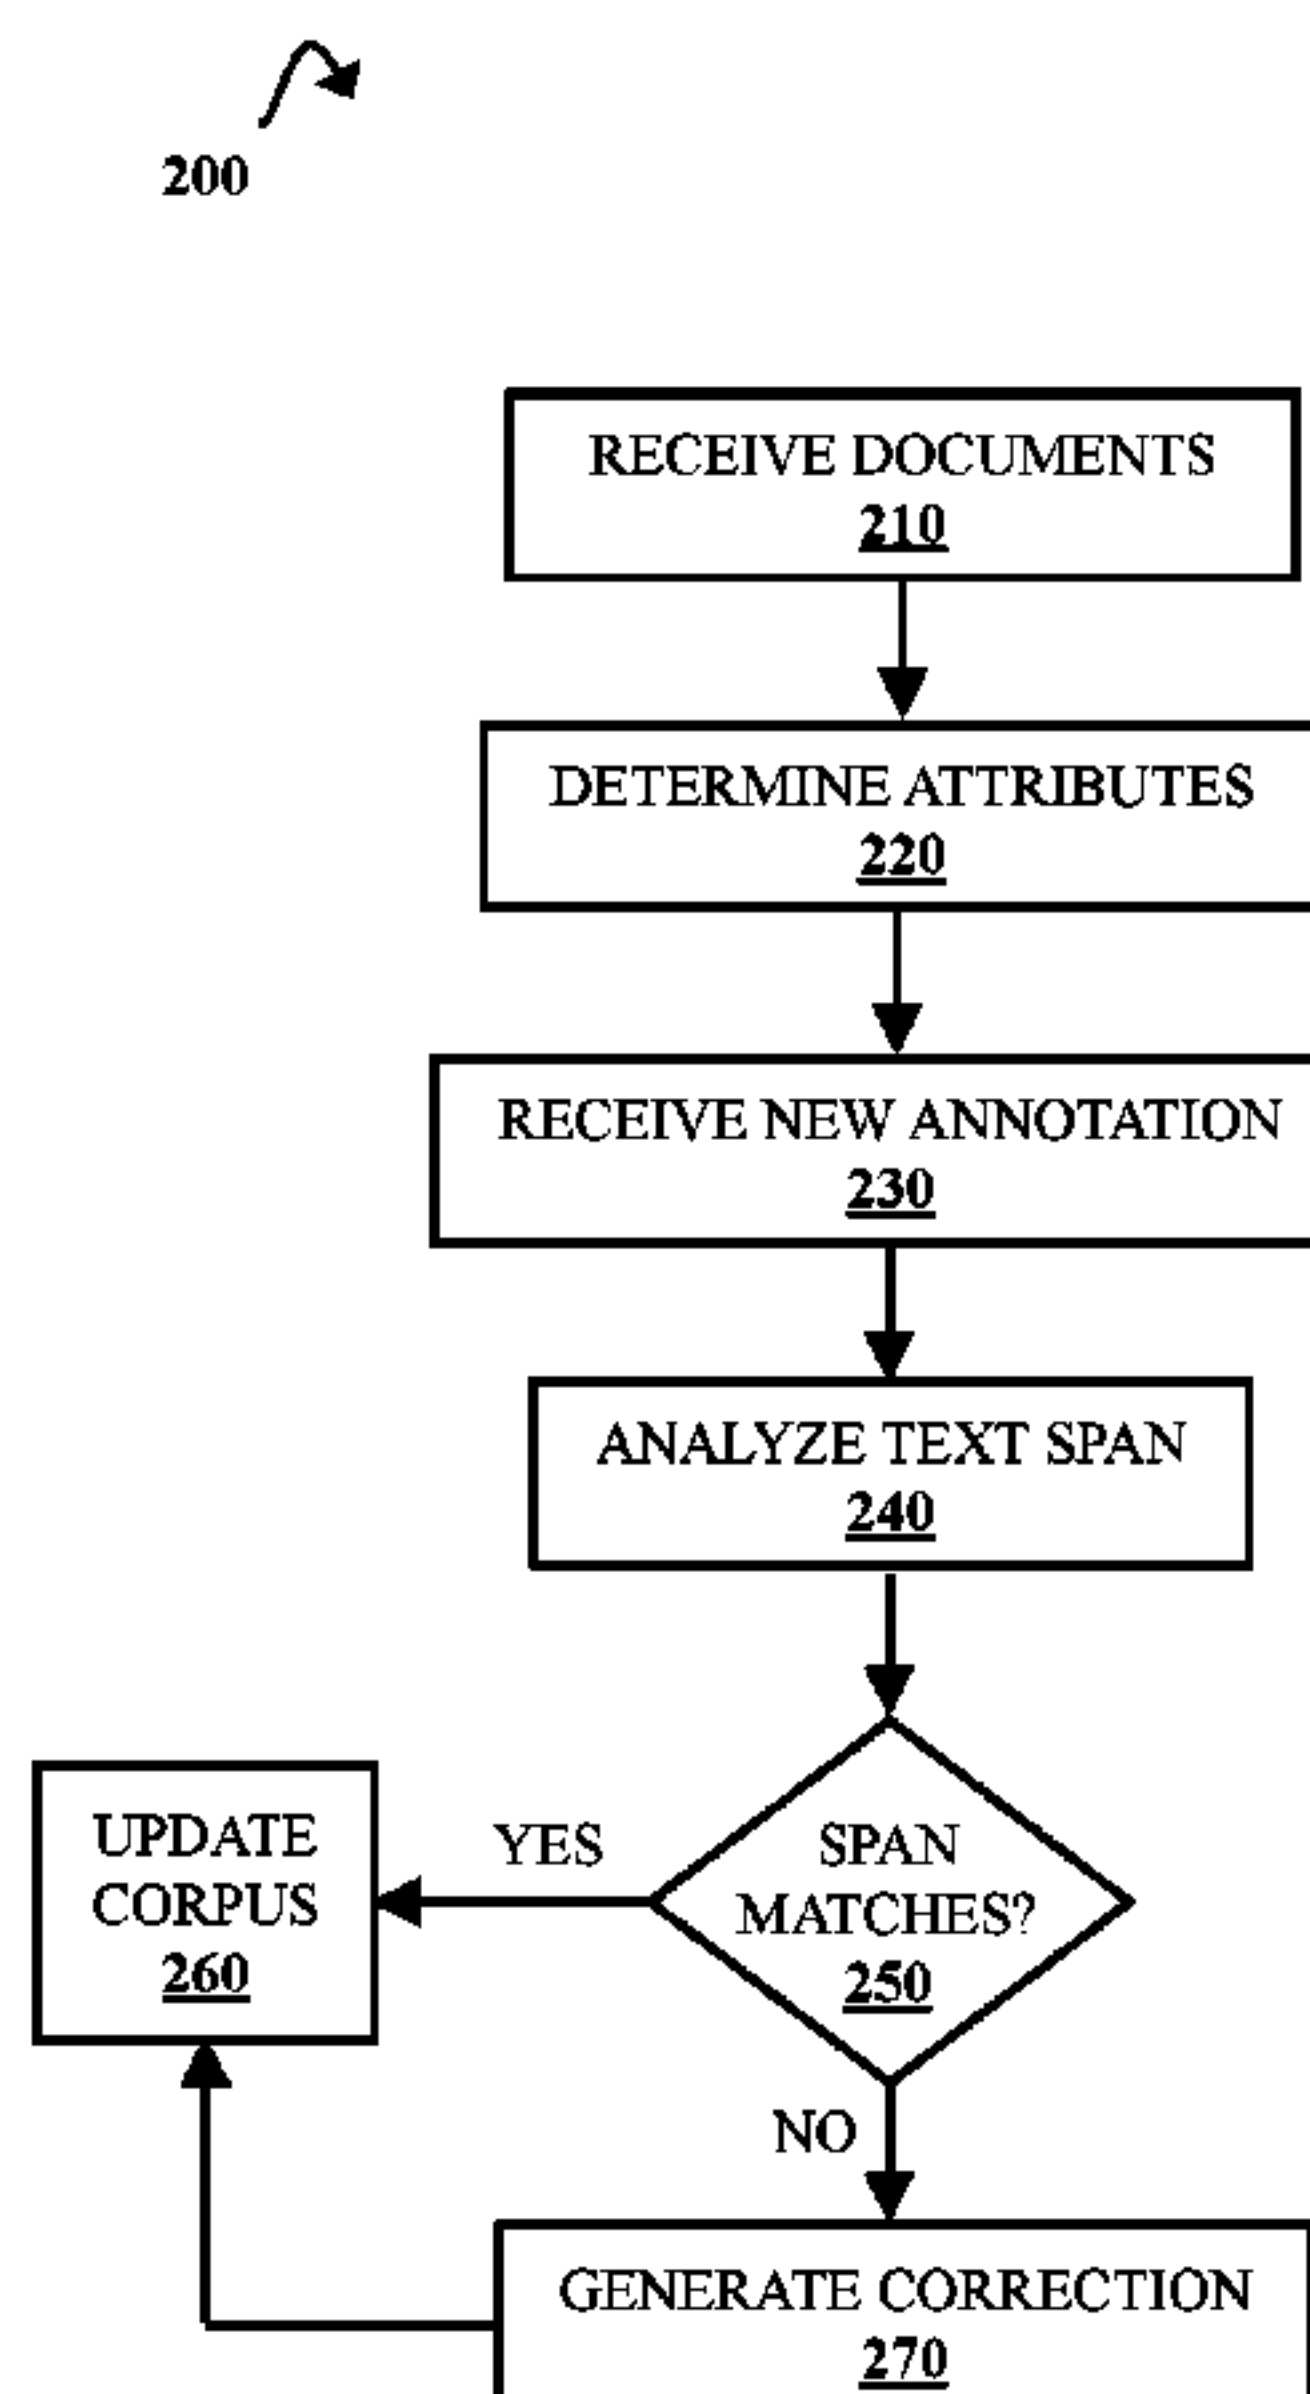 200
RECEIVE DOCUMENTS
210
DETERMINE ATTRIBUTES
220
RECEIVE NEW ANNOTATION
230
ANALYZE TEXT SPAN
240
SPAN
MATCHES?
250
YES
UPDATE
CORPUS
260
NO
GENERATE CORRECTION
270